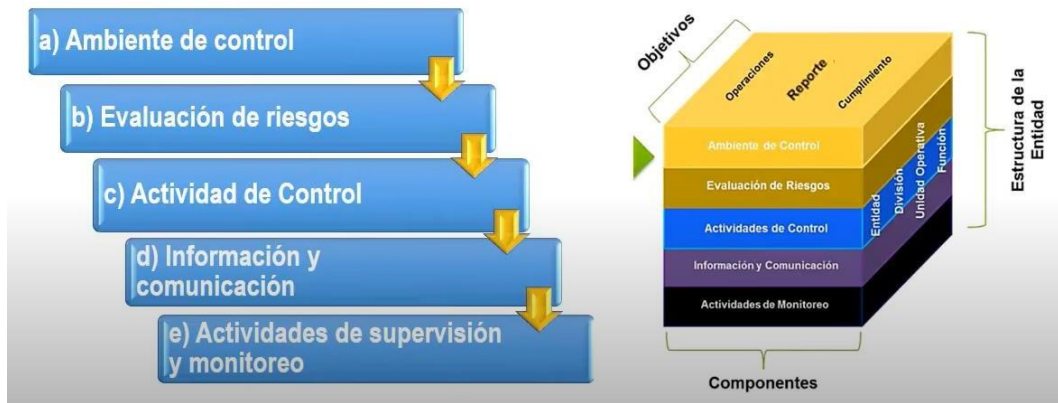 a) Ambiente de control
b) Evaluación de riesgos
c) Actividad de Control
d) Información y
comunicación
e) Actividades de supervisión
y monitoreo
Objetivos
Operaciones
Reporte
Cumplimiento
Ambiente de Control
Evaluación de Riesgos
Actividades de Control
Información y Comunicación
Actividades de Monitoreo
Entidad
División
Unidad Operativa
Función
Estructura de la
Entidad
Componentes